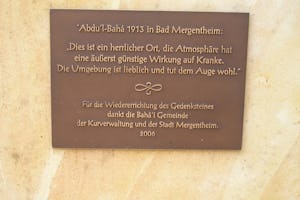 'Abdu'l-Bahá 1913 in Bad Mergentheim:
„Dies ist ein herrlicher Ort, die Atmosphäre hat
eine äußerst günstige Wirkung auf Kranke.
Die Umgebung ist lieblich und tut dem Auge wohl."
Für die Wiedererrichtung des Gedenksteines
dankt die Bahá'í Gemeinde
der Kurverwaltung und der Stadt Mergentheim.
2006